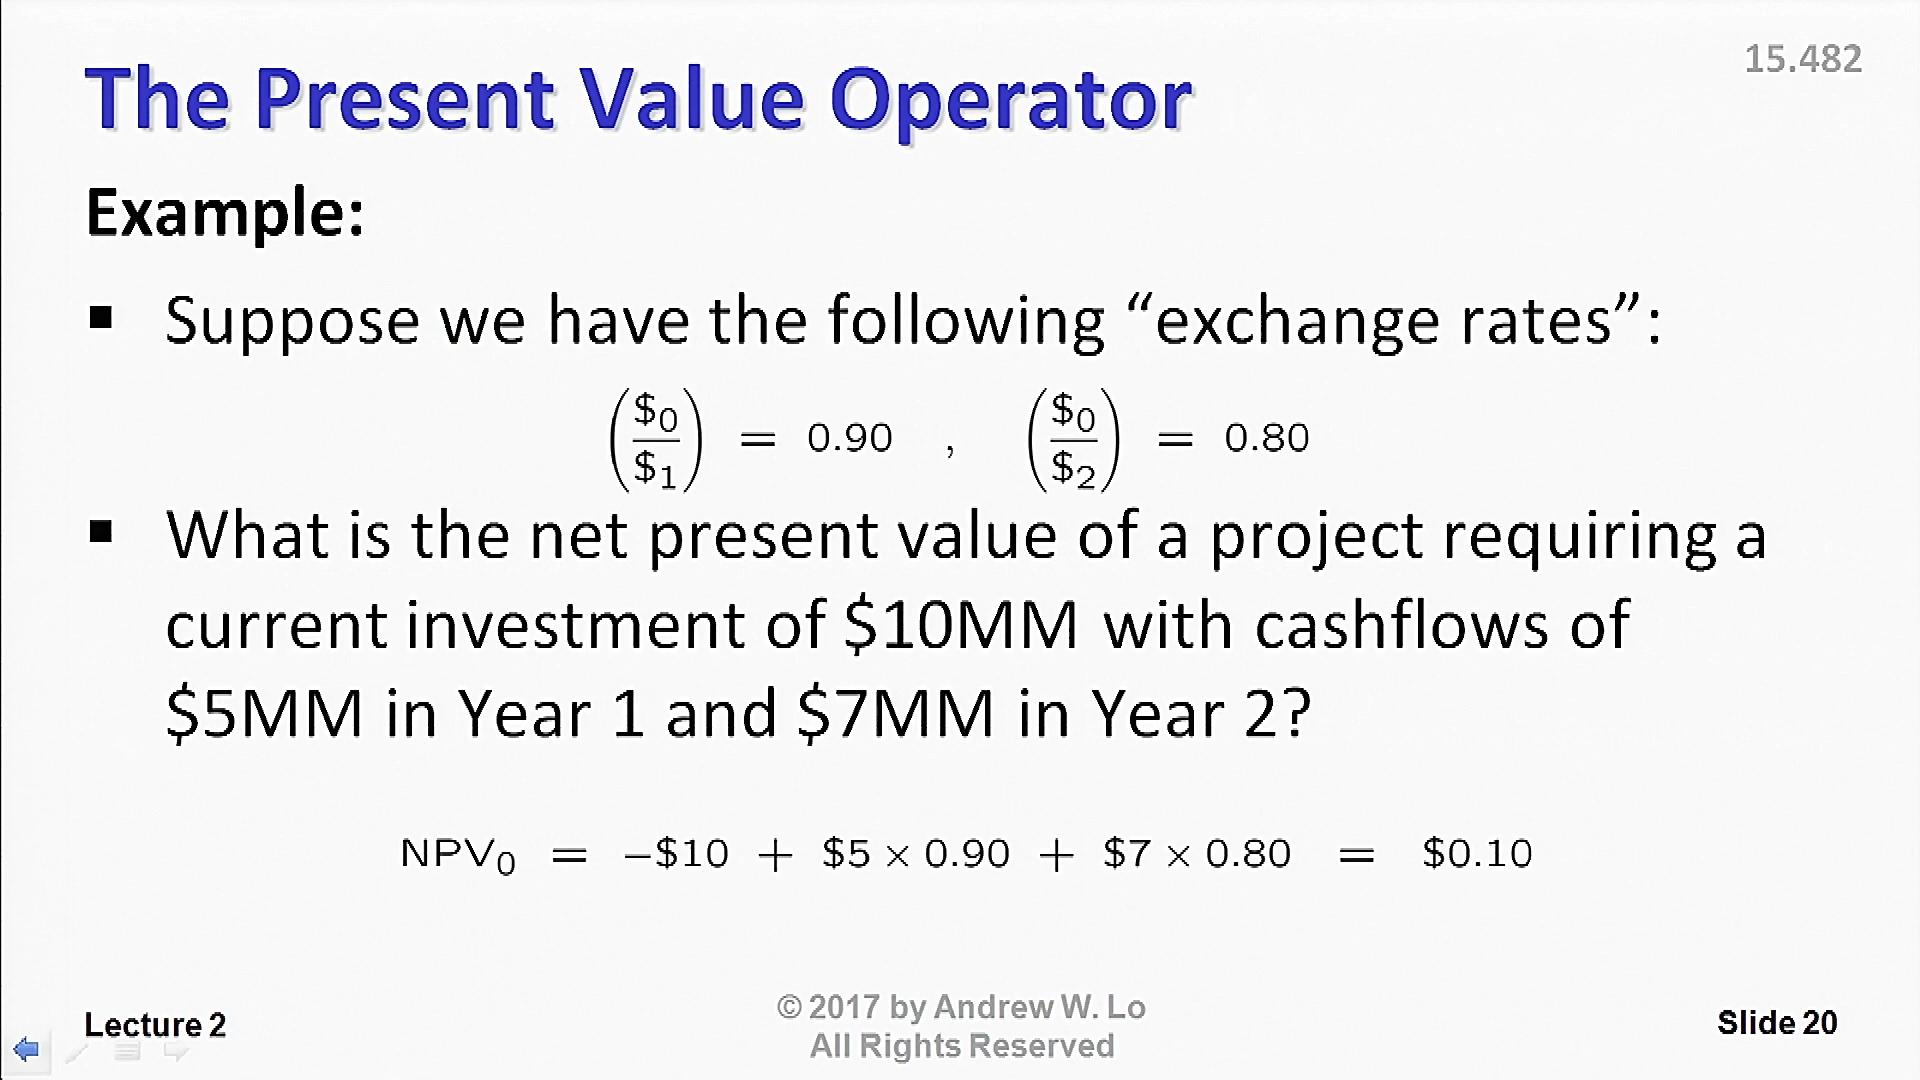 15.482
The Present Value Operator
Example:
▪ Suppose we have the following “exchange rates”:
($0/$1) = 0.90 , ($0/$2) = 0.80
▪ What is the net present value of a project requiring a
current investment of $10MM with cashflows of
$5MM in Year 1 and $7MM in Year 2?
NPV0 = −$10 + $5 × 0.90 + $7 × 0.80 = $0.10
Lecture 2
© 2017 by Andrew W. Lo
All Rights Reserved
Slide 20